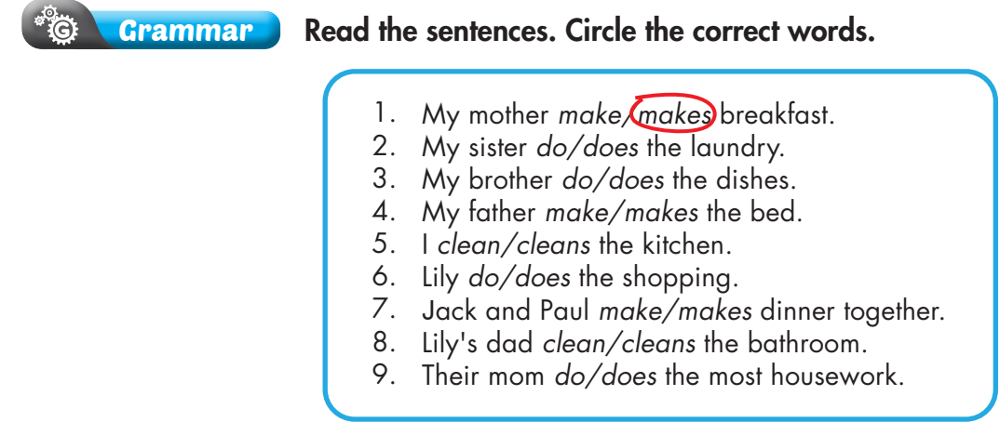 G Grammar Read the sentences. Circle the correct words.
1. My mother make/makes breakfast.
2. My sister do/does the laundry.
3. My brother do/does the dishes.
4. My father make/makes the bed.
5. I clean/cleans the kitchen.
6. Lily do/does the shopping.
7. Jack and Paul make/makes dinner together.
8. Lily's dad clean/cleans the bathroom.
9. Their mom do/does the most housework.